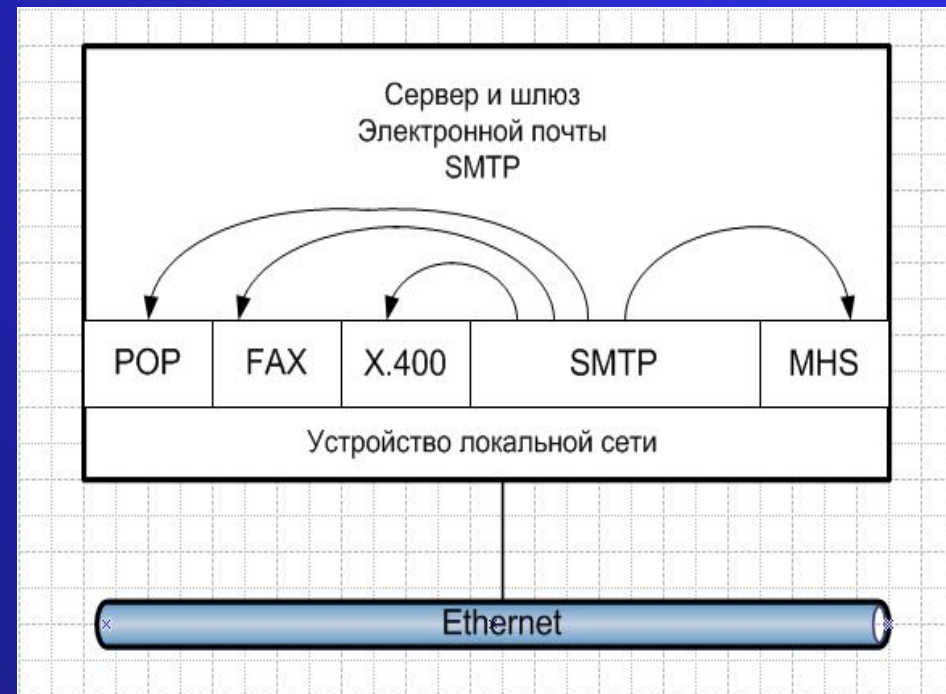 Сервер и шлюз
Электронной почты
SMTP
POP FAX X.400 SMTP MHS
Устройство локальной сети
Ethernet